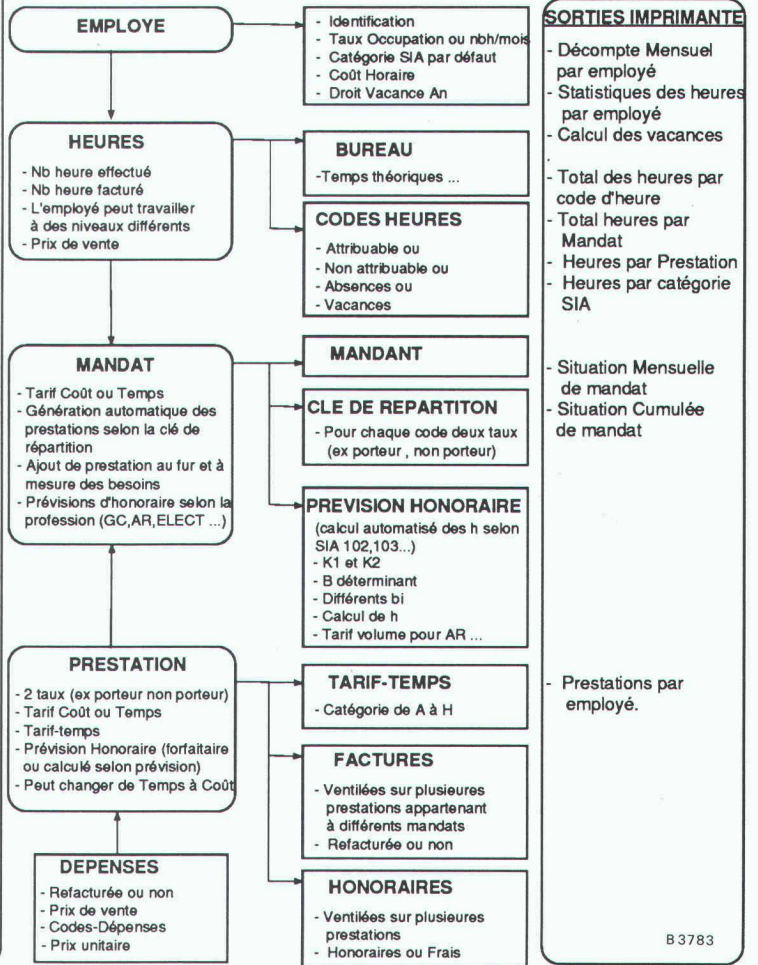 EMPLOYE
- Identification
- Taux Occupation ou nbh/mois
- Catégorie SIA par défaut
- Coût Horaire
- Droit Vacance An
HEURES
- Nb heure effectué
- Nb heure facturé
- L'employé peut travailler
à des niveaux différents
- Prix de vente
BUREAU
-Temps théoriques ...
CODES HEURES
- Attribuable ou
- Non attribuable ou
- Absences ou
- Vacances
MANDAT
- Tarif Coût ou Temps
- Génération automatique des
prestations selon la clé de
répartition
- Ajout de prestation au fur et à
mesure des besoins
- Prévisions d'honoraire selon la
profession (GC,AR,ELECT ...)
MANDANT
CLE DE REPARTITON
- Pour chaque code deux taux
(ex porteur , non porteur)
PREVISION HONORAIRE
(calcul automatisé des h selon
SIA 102,103...)
- K1 et K2
- B déterminant
- Différents bi
- Calcul de h
- Tarif volume pour AR ...
PRESTATION
- 2 taux (ex porteur non porteur)
- Tarif Coût ou Temps
- Tarif-temps
- Prévision Honoraire (forfaitaire
ou calculé selon prévision)
- Peut changer de Temps à Coût
TARIF-TEMPS
- Catégorie de A à H
FACTURES
- Ventilées sur plusieures
prestations appartenant
à différents mandats
- Refacturée ou non
DEPENSES
- Refacturée ou non
- Prix de vente
- Codes-Dépenses
- Prix unitaire
HONORAIRES
- Ventilées sur plusieures
prestations
- Honoraires ou Frais
SORTIES IMPRIMANTE
- Décompte Mensuel
par employé
- Statistiques des heures
par employé
- Calcul des vacances
.
- Total des heures par
code d'heure
- Total heures par
Mandat
- Heures par Prestation
- Heures par catégorie
SIA
- Situation Mensuelle
de mandat
- Situation Cumulée
de mandat
- Prestations par
employé.
B 3783